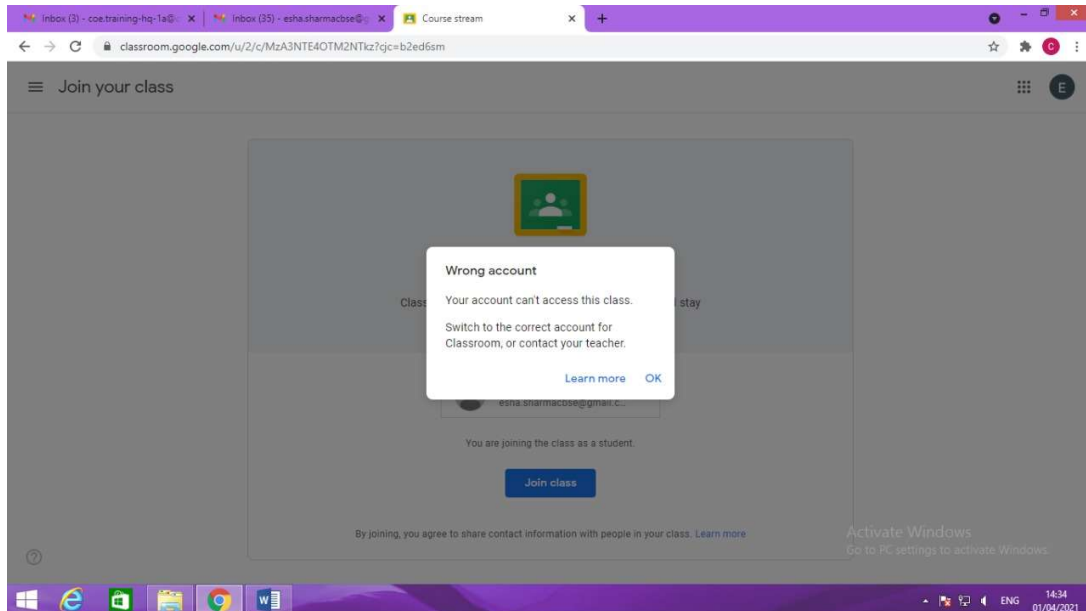 Inbox (3) - coe.training-hq-1a@
Inbox (35) - esha.sharmacbse@g
Course stream
classroom.google.com/u/2/c/MzA3NTE4OTM2NTkz?cjc=b2ed6sm
C
Join your class
E
Class
stay
Wrong account
Your account can't access this class.
Switch to the correct account for
Classroom, or contact your teacher.
Learn more OK
esha.sharmacbse@gmail.c...
You are joining the class as a student.
Join class
By joining, you agree to share contact information with people in your class. Learn more
Activate Windows
Go to PC settings to activate Windows.
ENG
14:34
01/04/2021